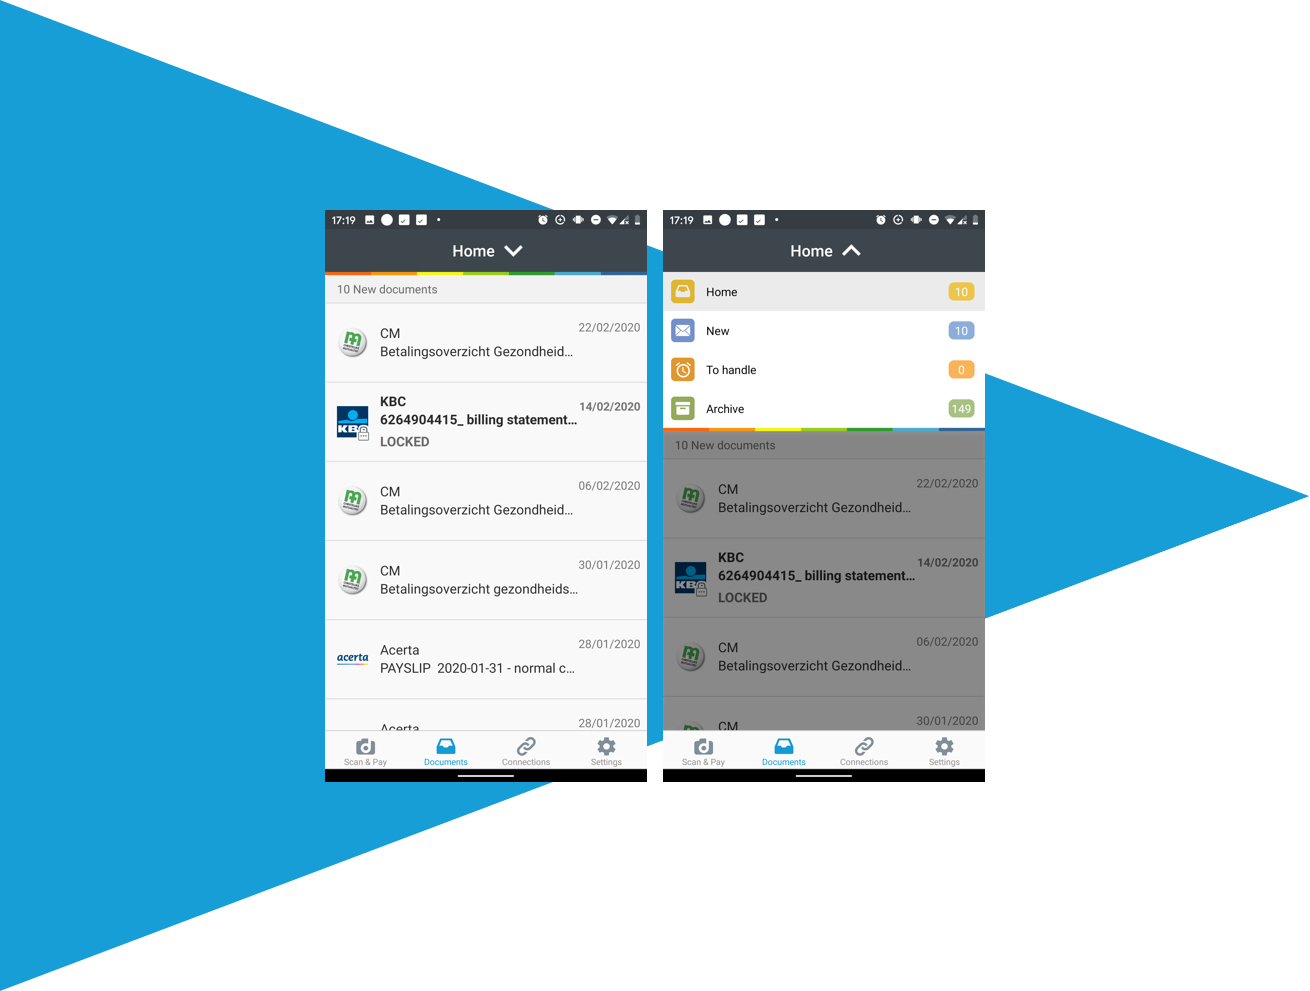 17:19
Home
10 New documents
CM
22/02/2020
Betalingsoverzicht Gezondheid...
KBC
14/02/2020
6264904415_ billing statement...
LOCKED
KBC
CM
06/02/2020
Betalingsoverzicht Gezondheid...
CM
30/01/2020
Betalingsoverzicht gezondheids...
acerta
Acerta
28/01/2020
PAYSLIP 2020-01-31 - normal c...
Acerta
28/01/2020
Scan & Pay
Documents
Connections
Settings
17:19
Home
Home 10
New 10
To handle 0
Archive 149
10 New documents
CM
22/02/2020
Betalingsoverzicht Gezondheid...
KBC
14/02/2020
6264904415_ billing statement...
LOCKED
KBC
CM
06/02/2020
Betalingsoverzicht Gezondheid...
CM
30/01/2020
Scan & Pay
Documents
Connections
Settings